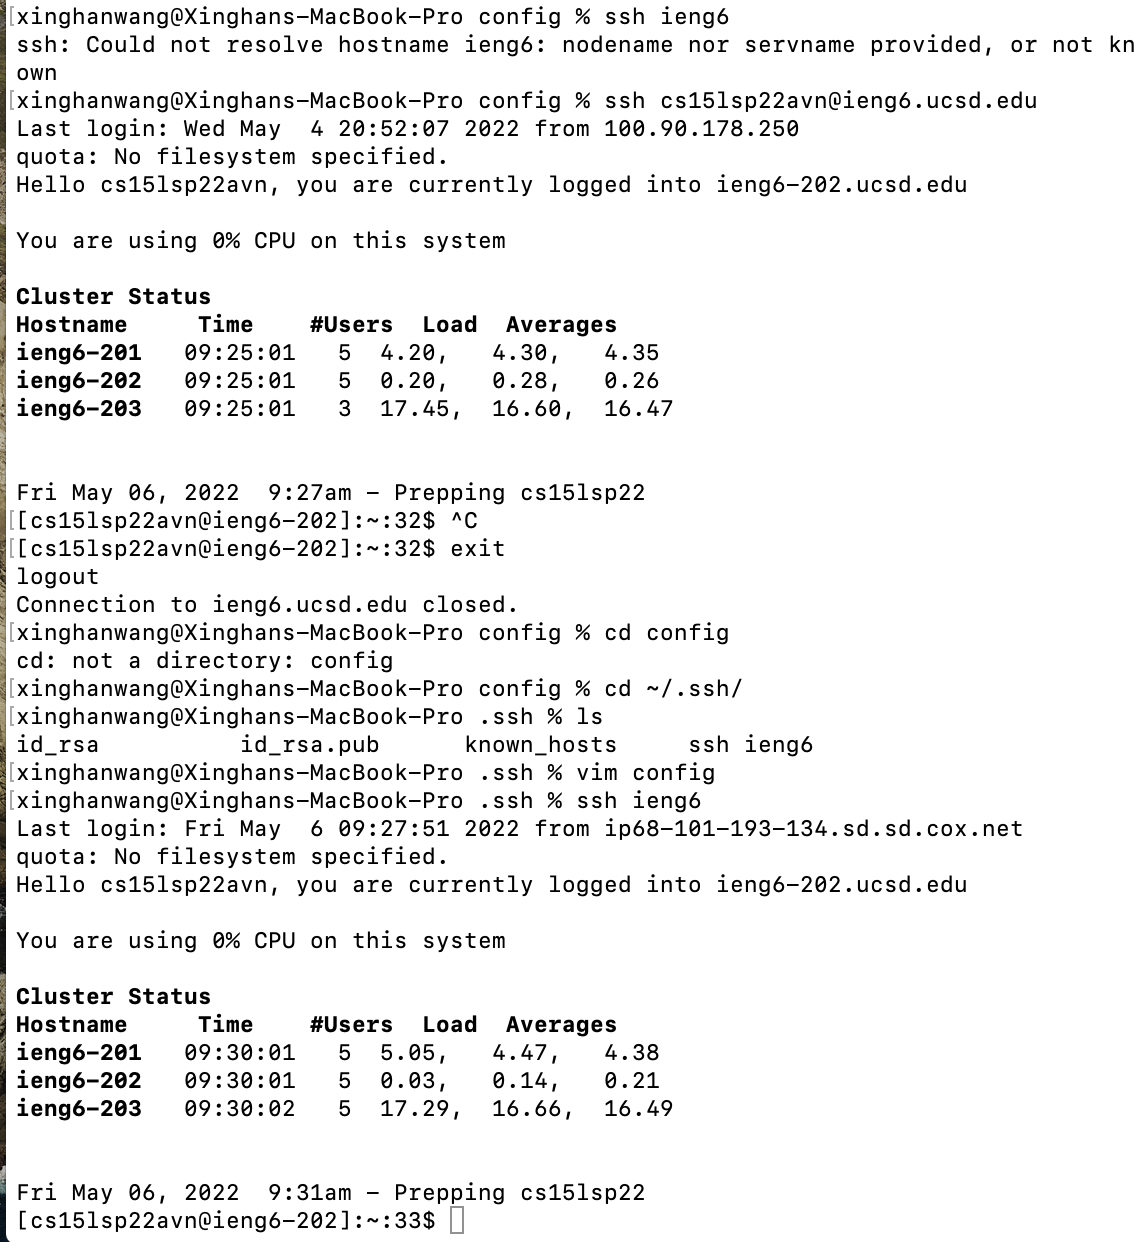 [xinghanwang@Xinghans-MacBook-Pro config % ssh ieng6
ssh: Could not resolve hostname ieng6: nodename nor servname provided, or not kn
own
[xinghanwang@Xinghans-MacBook-Pro config % ssh cs15lsp22avn@ieng6.ucsd.edu
Last login: Wed May  4 20:52:07 2022 from 100.90.178.250
quota: No filesystem specified.
Hello cs15lsp22avn, you are currently logged into ieng6-202.ucsd.edu
You are using 0% CPU on this system
Cluster Status
Hostname     Time    #Users  Load  Averages
ieng6-201   09:25:01   5  4.20,   4.30,   4.35
ieng6-202   09:25:01   5  0.20,   0.28,   0.26
ieng6-203   09:25:01   3  17.45,  16.60,  16.47
Fri May 06, 2022  9:27am - Prepping cs15lsp22
[[cs15lsp22avn@ieng6-202]:~:32$ ^C
[[cs15lsp22avn@ieng6-202]:~:32$ exit
logout
Connection to ieng6.ucsd.edu closed.
[xinghanwang@Xinghans-MacBook-Pro config % cd config
cd: not a directory: config
[xinghanwang@Xinghans-MacBook-Pro config % cd ~/.ssh/
[xinghanwang@Xinghans-MacBook-Pro .ssh % ls
id_rsa          id_rsa.pub      known_hosts     ssh ieng6
[xinghanwang@Xinghans-MacBook-Pro .ssh % vim config
[xinghanwang@Xinghans-MacBook-Pro .ssh % ssh ieng6
Last login: Fri May  6 09:27:51 2022 from ip68-101-193-134.sd.sd.cox.net
quota: No filesystem specified.
Hello cs15lsp22avn, you are currently logged into ieng6-202.ucsd.edu
You are using 0% CPU on this system
Cluster Status
Hostname     Time    #Users  Load  Averages
ieng6-201   09:30:01   5  5.05,   4.47,   4.38
ieng6-202   09:30:01   5  0.03,   0.14,   0.21
ieng6-203   09:30:02   5  17.29,  16.66,  16.49
Fri May 06, 2022  9:31am - Prepping cs15lsp22
[cs15lsp22avn@ieng6-202]:~:33$